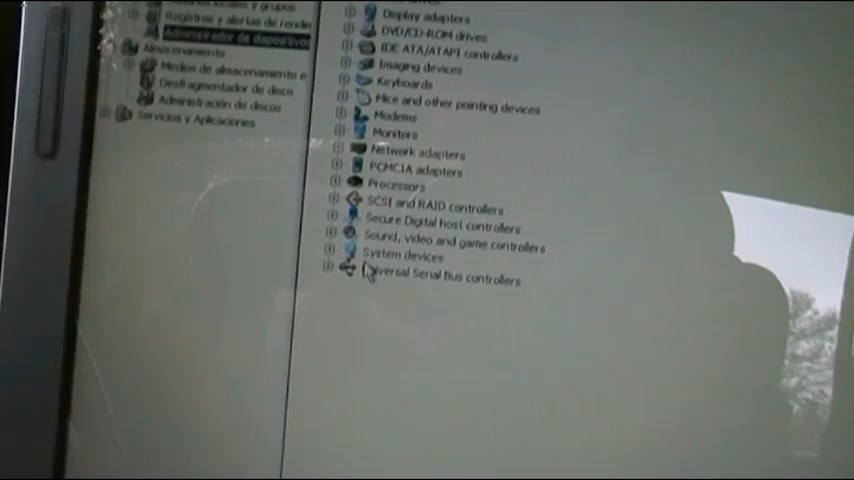 Registros y alertas de rendim
Administrador de dispositivos
Almacenamiento
Medios de almacenamiento e
Desfragmentador de disco
Administración de discos
Servicios y Aplicaciones
Display adapters
DVD/CD-ROM drives
IDE ATA/ATAPI controllers
Imaging devices
Keyboards
Mice and other pointing devices
Modems
Monitors
Network adapters
PCMCIA adapters
Processors
SCSI and RAID controllers
Secure Digital host controllers
Sound, video and game controllers
System devices
Universal Serial Bus controllers